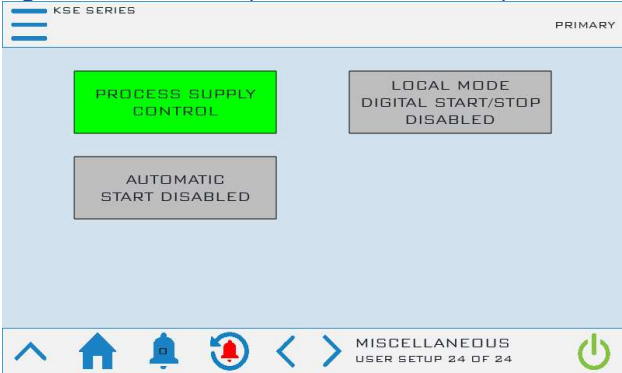 KSE SERIES
PRIMARY
PROCESS SUPPLY
CONTROL
LOCAL MODE
DIGITAL START/STOP
DISABLED
AUTOMATIC
START DISABLED
0
MISCELLANEOUS
USER SETUP 24 OF 24